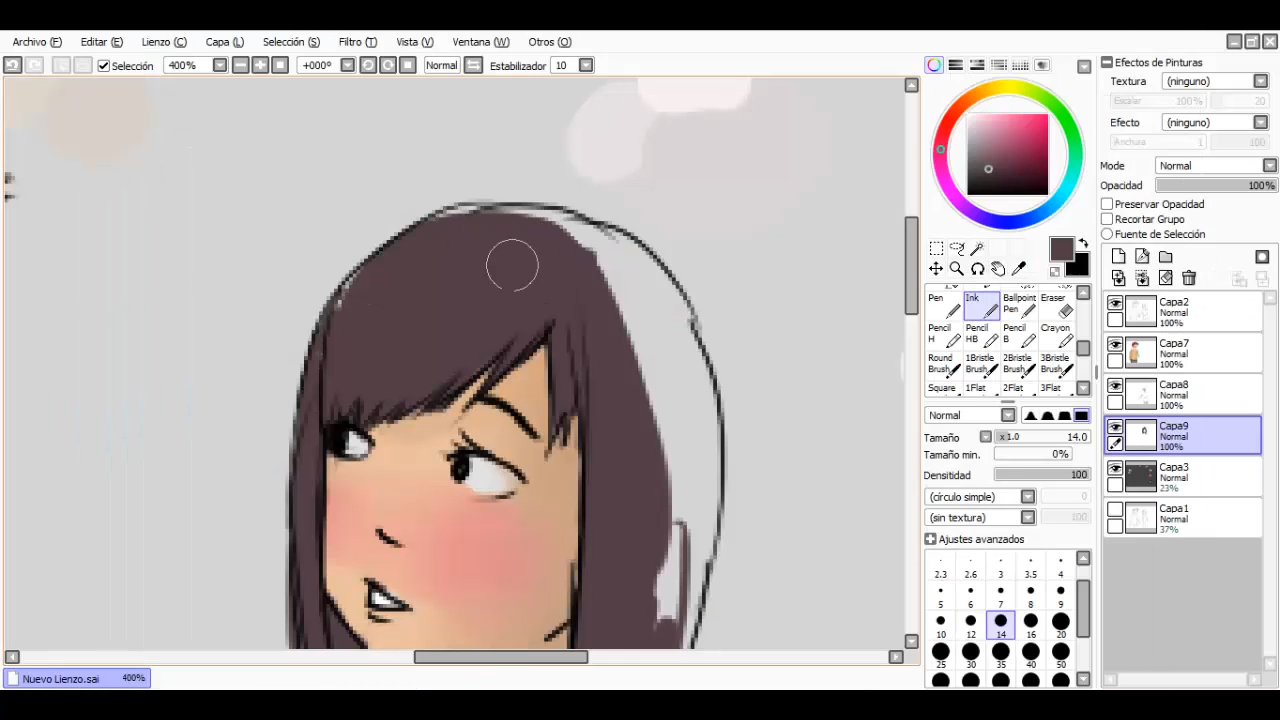 Archivo (F) Editar (E) Lienzo (C) Capa (L) Selección (S) Filtro (T) Vista (V) Ventana (W) Otros (O)
Selección 400% +000º Normal Estabilizador 10
Efectos de Pinturas
Textura (ninguno)
Escalar 100% 20
Efecto (ninguno)
Anchura 1 100
Mode Normal
Opacidad 100%
Preservar Opacidad
Recortar Grupo
Fuente de Selección
Pen Ink Ballpoint Pen Eraser
Pencil H Pencil HB Pencil B Crayon
Round Brush 1Bristle Brush 2Bristle Brush 3Bristle Brush
Square 1Flat 2Flat 3Flat
Normal
Tamaño x 1.0 14.0
Tamaño min. 0%
Densitidad 100
(círculo simple) 0
(sin textura) 100
Ajustes avanzados
2.3 2.6 3 3.5 4
5 6 7 8 9
10 12 14 16 20
25 30 35 40 50
Capa2
Normal
100%
Capa7
Normal
100%
Capa8
Normal
100%
Capa9
Normal
100%
Capa3
Normal
23%
Capa1
Normal
37%
Nuevo Lienzo.sai 400%